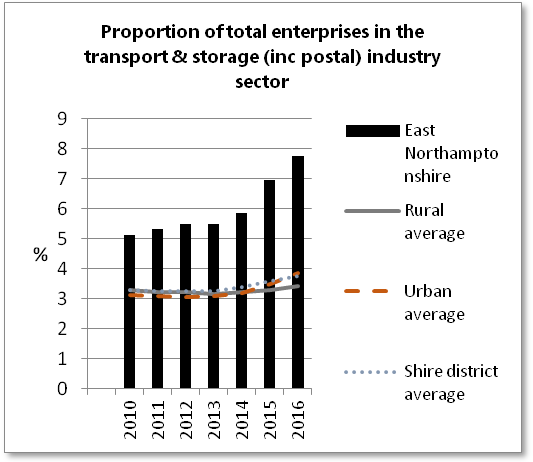 Proportion of total enterprises in the
transport & storage (inc postal) industry
sector
9
8
7
6
5
4
3
2
1
0
%
2010
2011
2012
2013
2014
2015
2016
East
Northampto
nshire
Rural
average
Urban
average
Shire district
average